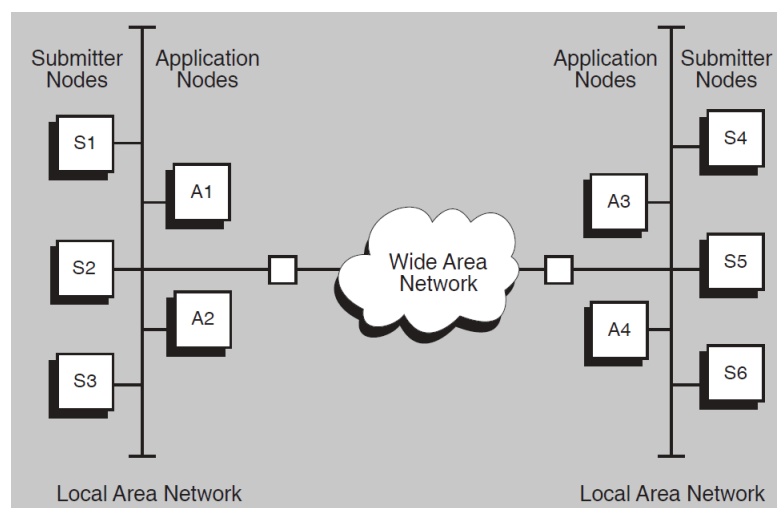 Submitter
Nodes
Application
Nodes
S1
A1
S2
A2
S3
Local Area Network
Wide Area
Network
Application
Nodes
Submitter
Nodes
S4
A3
S5
A4
S6
Local Area Network